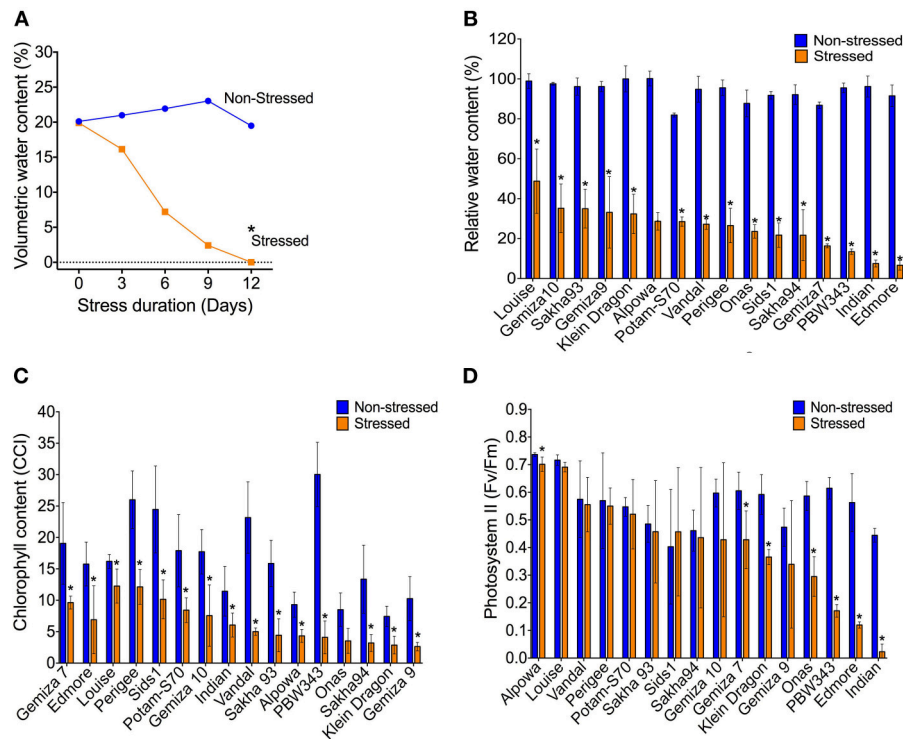 A
Volumetric water content (%)
30
25
20
15
10
5
0
Non-Stressed
*
Stressed
0 3 6 9 12
Stress duration (Days)
B
Non-stressed
Stressed
Relative water content (%)
120
100
80
60
40
20
0
* * * * * * * * * * * * * * *
Louise
Gemiza10
Sakha93
Gemiza9
Klein Dragon
Alpowa
Potam-S70
Vandal
Perigee
Onas
Sids1
Sakha94
Gemiza7
PBW343
Indian
Edmore
C
Non-stressed
Stressed
Chlorophyll content (CCI)
40
35
30
25
20
15
10
5
0
* * * * * * * * * * * * * * *
Gemiza 7
Edmore
Louise
Perigee
Sids1
Potam-S70
Gemiza 10
Indian
Vandal
Sakha 93
Alpowa
PBW343
Onas
Sakha94
Klein Dragon
Gemiza 9
D
Non-stressed
Stressed
Photosystem II (Fv/Fm)
0.9
0.8
0.7
0.6
0.5
0.4
0.3
0.2
0.1
0.0
* * * * * * *
Alpowa
Louise
Vandal
Perigee
Potam-S70
Sakha 93
Sids1
Sakha94
Gemiza 10
Gemiza 7
Klein Dragon
Gemiza 9
Onas
PBW343
Edmore
Indian